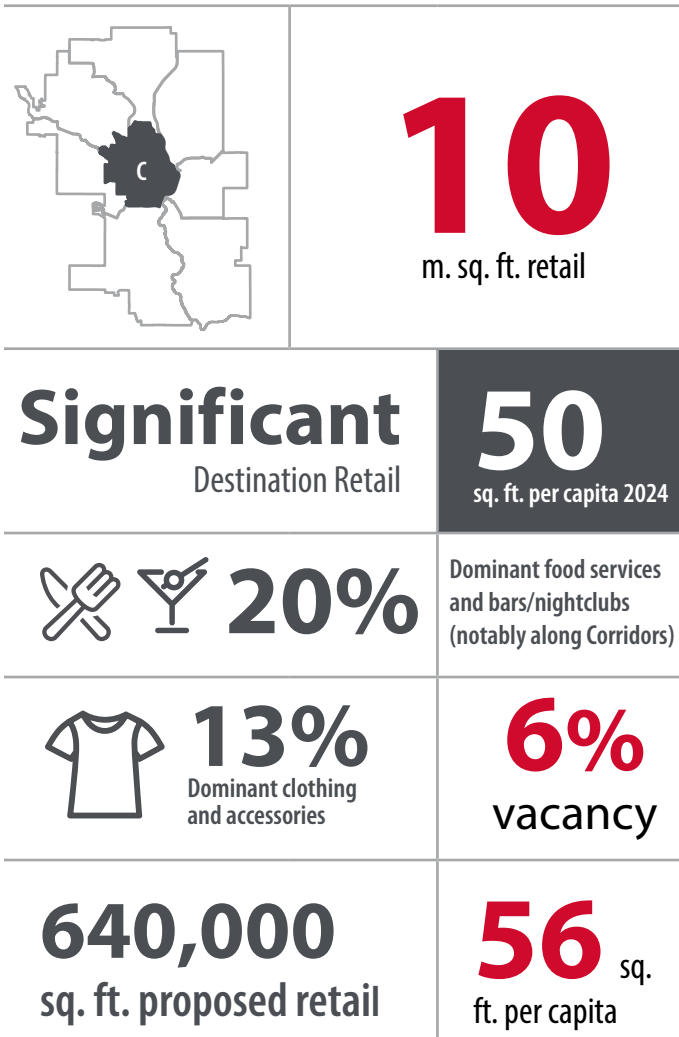 C
10
m. sq. ft. retail
Significant
Destination Retail
50
sq. ft. per capita 2024
20%
Dominant food services
and bars/nightclubs
(notably along Corridors)
13%
Dominant clothing
and accessories
6%
vacancy
640,000
sq. ft. proposed retail
56 sq.
ft. per capita